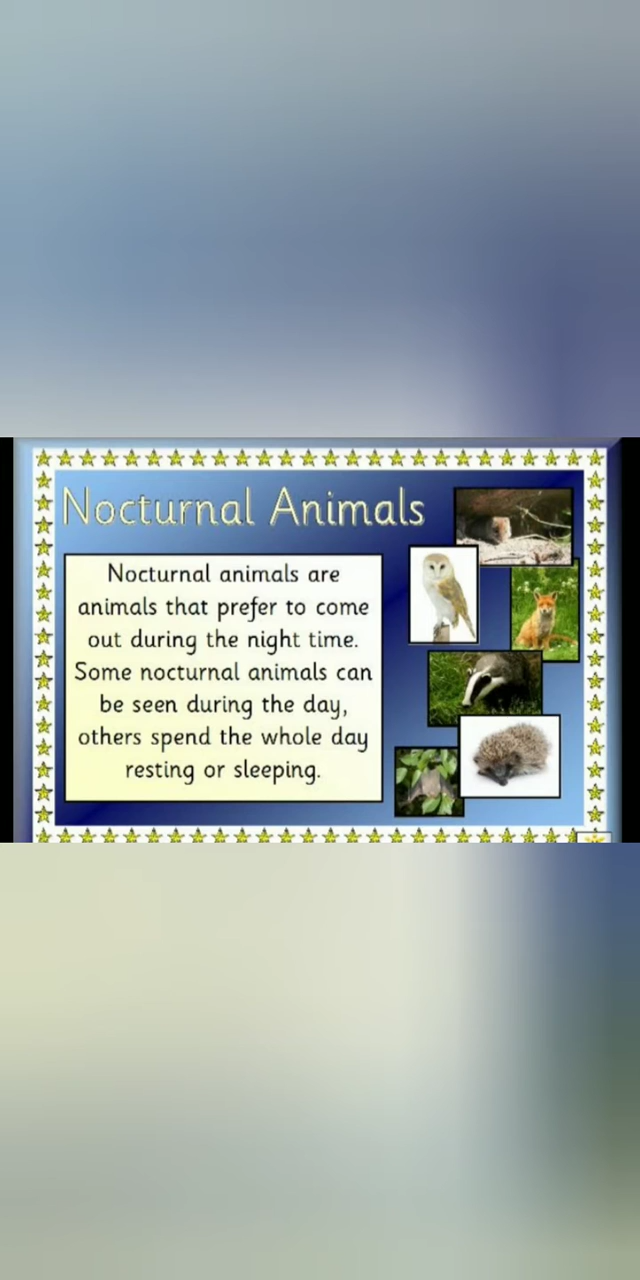 Nocturnal Animals
Nocturnal animals are
animals that prefer to come
out during the night time.
Some nocturnal animals can
be seen during the day,
others spend the whole day
resting or sleeping.